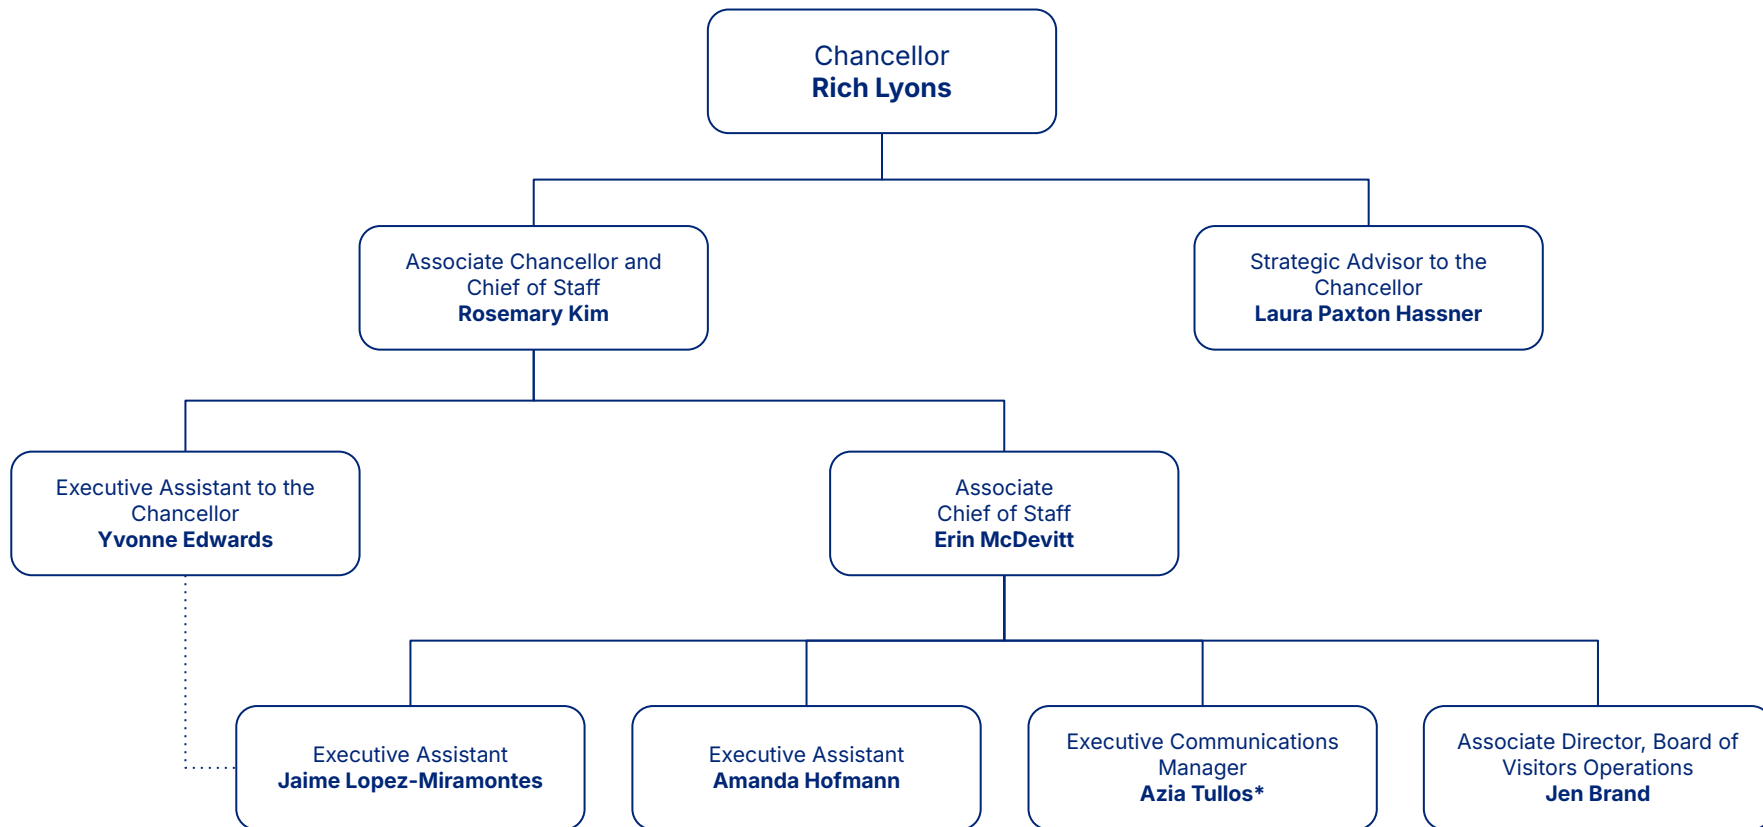 Chancellor
Rich Lyons
Associate Chancellor and
Chief of Staff
Rosemary Kim
Strategic Advisor to the
Chancellor
Laura Paxton Hassner
Executive Assistant to the
Chancellor
Yvonne Edwards
Associate
Chief of Staff
Erin McDevitt
Executive Assistant
Jaime Lopez-Miramontes
Executive Assistant
Amanda Hofmann
Executive Communications
Manager
Azia Tullos*
Associate Director, Board of
Visitors Operations
Jen Brand